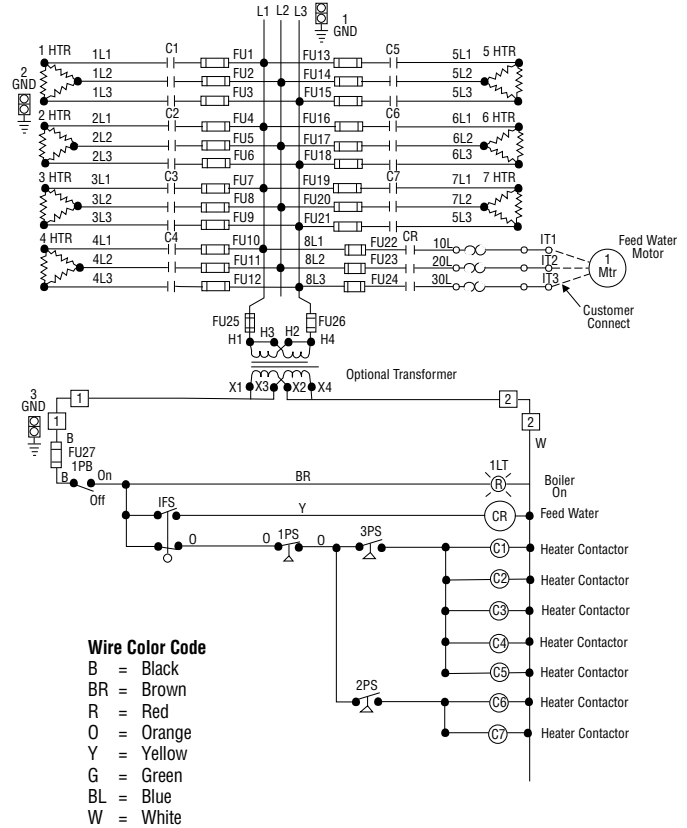 L1 L2 L3 1
GND
1 HTR 1L1 C1 FU1 FU13 C5 5L1 5 HTR
2 GND 1L2 FU2 FU14 5L2
1L3 FU3 FU15 5L3
2 HTR 2L1 C2 FU4 FU16 C6 6L1 6 HTR
2L2 FU5 FU17 6L2
2L3 FU6 FU18 6L3
3 HTR 3L1 C3 FU7 FU19 C7 7L1 7 HTR
3L2 FU8 FU20 7L2
3L3 FU9 FU21 5L3
4 HTR 4L1 C4 FU10 8L1 FU22 CR 10L IT1 Feed Water
Motor
4L2 FU11 8L2 FU23 20L IT2 1
Mtr
4L3 FU12 8L3 FU24 30L IT3
Customer
Connect
FU25 FU26
H1 H3 H2 H4
Optional Transformer
X1 X3 X2 X4
3
GND
1 2
1 2
B W
FU27
1PB
B On
Off
BR
1LT
R
Boiler
On
IFS Y CR Feed Water
O O 1PS O 3PS C1 Heater Contactor
C2 Heater Contactor
C3 Heater Contactor
C4 Heater Contactor
C5 Heater Contactor
2PS C6 Heater Contactor
C7 Heater Contactor
Wire Color Code
B = Black
BR = Brown
R = Red
O = Orange
Y = Yellow
G = Green
BL = Blue
W = White